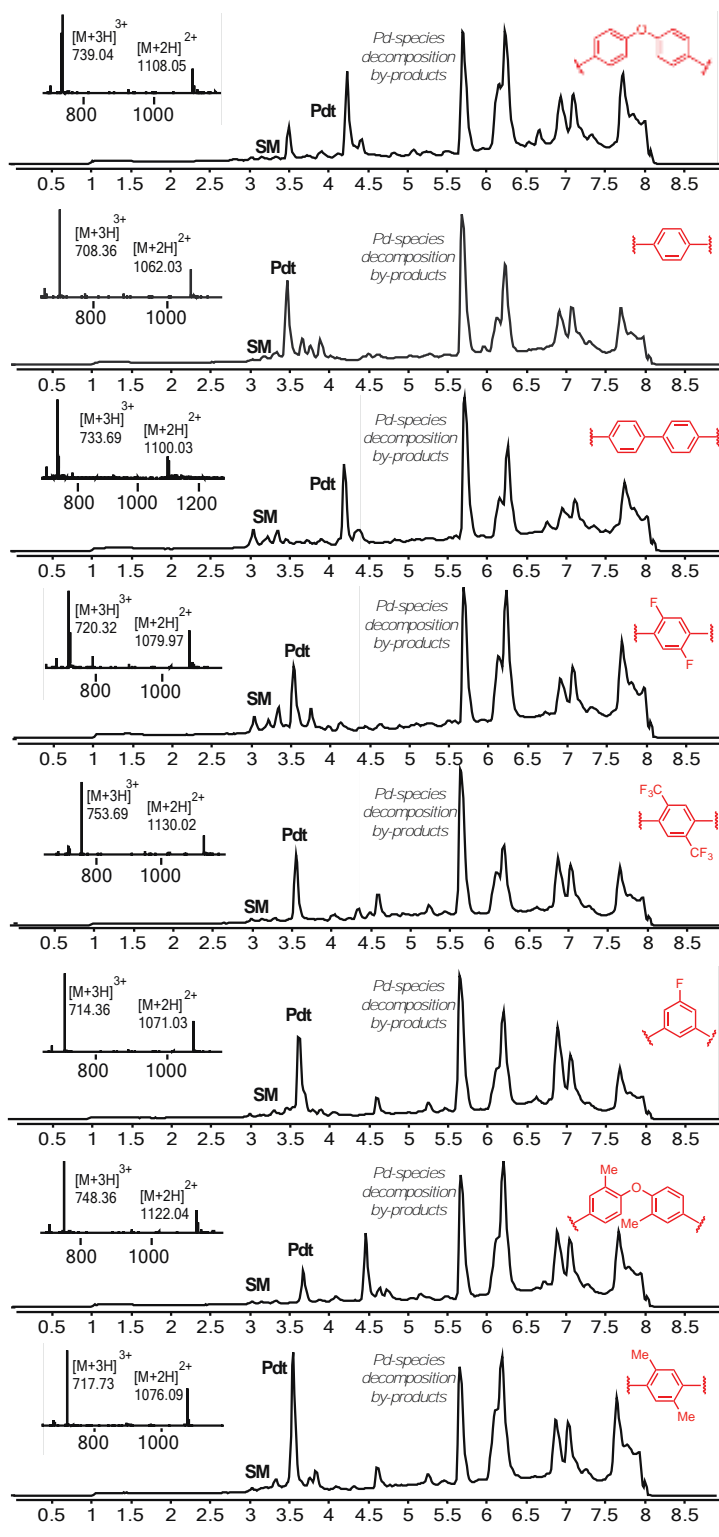 [M+3H]3+
739.04
[M+2H]2+
1108.05
Pd-species
decomposition
by-products
O
Pdt
SM
800 1000
0.5 1 1.5 2 2.5 3 3.5 4 4.5 5 5.5 6 6.5 7 7.5 8 8.5
[M+3H]3+
708.36
[M+2H]2+
1062.03
Pd-species
decomposition
by-products
Pdt
SM
800 1000
0.5 1 1.5 2 2.5 3 3.5 4 4.5 5 5.5 6 6.5 7 7.5 8 8.5
[M+3H]3+
733.69
[M+2H]2+
1100.03
Pd-species
decomposition
by-products
Pdt
SM
800 1000 1200
0.5 1 1.5 2 2.5 3 3.5 4 4.5 5 5.5 6 6.5 7 7.5 8 8.5
[M+3H]3+
720.32
[M+2H]2+
1079.97
Pd-species
decomposition
by-products
F
F
Pdt
SM
800 1000
0.5 1 1.5 2 2.5 3 3.5 4 4.5 5 5.5 6 6.5 7 7.5 8 8.5
[M+3H]3+
753.69
[M+2H]2+
1130.02
Pd-species
decomposition
by-products
F3C
CF3
Pdt
SM
800 1000
0.5 1 1.5 2 2.5 3 3.5 4 4.5 5 5.5 6 6.5 7 7.5 8 8.5
[M+3H]3+
714.36
[M+2H]2+
1071.03
Pd-species
decomposition
by-products
F
Pdt
SM
800 1000
0.5 1 1.5 2 2.5 3 3.5 4 4.5 5 5.5 6 6.5 7 7.5 8 8.5
[M+3H]3+
748.36
[M+2H]2+
1122.04
Pd-species
decomposition
by-products
Me
O
Me
Pdt
SM
800 1000
0.5 1 1.5 2 2.5 3 3.5 4 4.5 5 5.5 6 6.5 7 7.5 8 8.5
[M+3H]3+
717.73
[M+2H]2+
1076.09
Pd-species
decomposition
by-products
Me
Me
Pdt
SM
800 1000
0.5 1 1.5 2 2.5 3 3.5 4 4.5 5 5.5 6 6.5 7 7.5 8 8.5